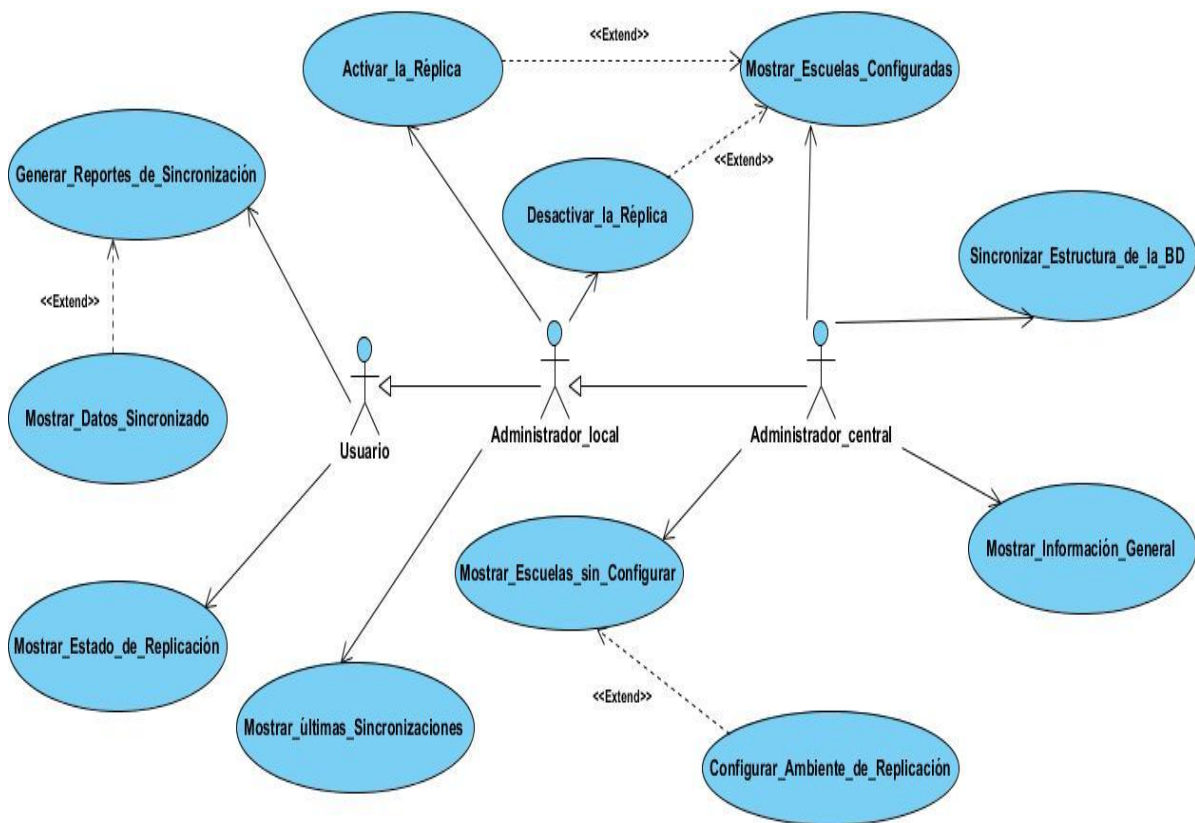 <<Extend>>
Activar_la_Réplica
Mostrar_Escuelas_Configuradas
<<Extend>>
Generar_Reportes_de_Sincronización
Desactivar_la_Réplica
Sincronizar_Estructura_de_la_BD
<<Extend>>
Mostrar_Datos_Sincronizado
Usuario
Administrador_local
Administrador_central
Mostrar_Escuelas_sin_Configurar
Mostrar_Información_General
Mostrar_Estado_de_Replicación
<<Extend>>
Mostrar_últimas_Sincronizaciones
Configurar_Ambiente_de_Replicación